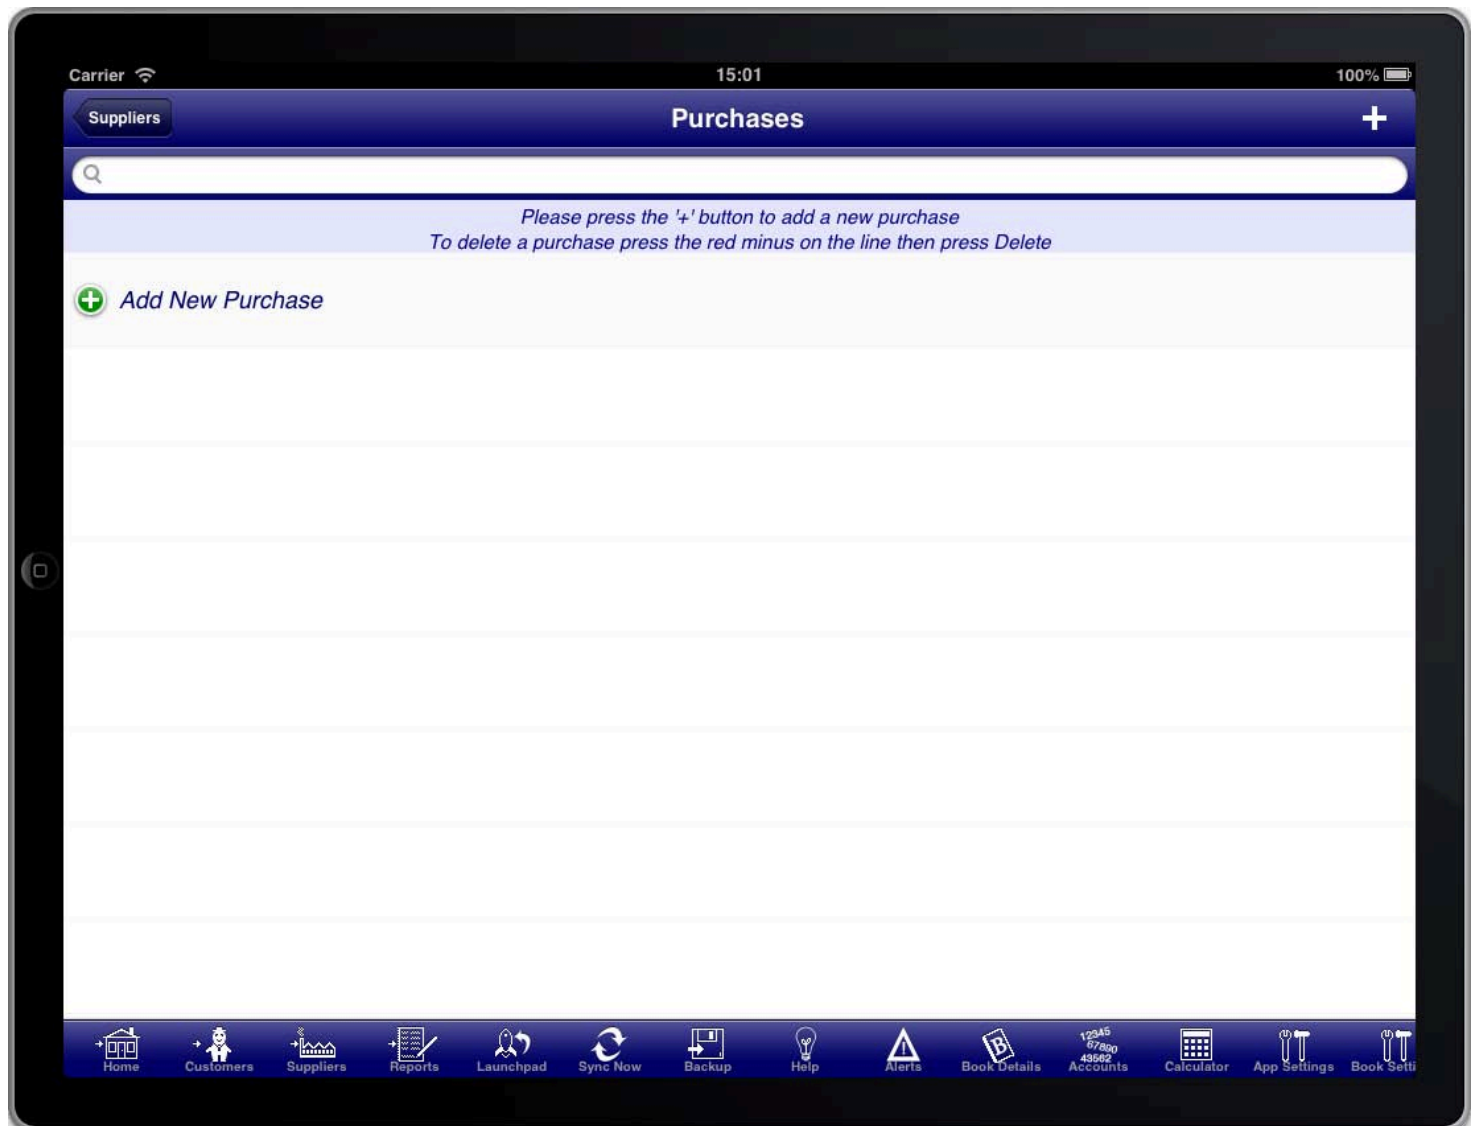 Carrier
15:01
100%
Suppliers
Purchases
+
Please press the '+' button to add a new purchase
To delete a purchase press the red minus on the line then press Delete
Add New Purchase
12345
67890
43562
Home
Customers
Suppliers
Reports
Launchpad
Sync Now
Backup
Help
Alerts
B
Book Details
Accounts
Calculator
App Settings
Book Setti